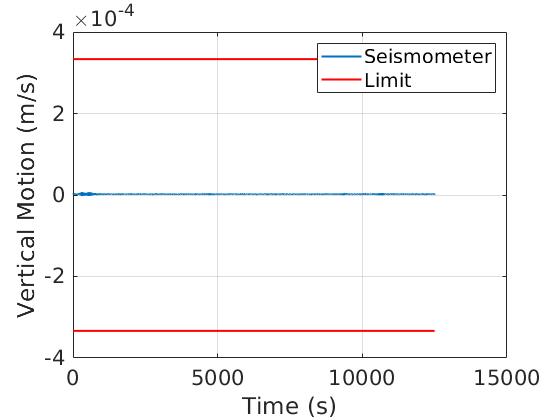 ×10⁻⁴
4
2
0
-2
-4
Vertical Motion (m/s)
Seismometer
Limit
0 5000 10000 15000
Time (s)